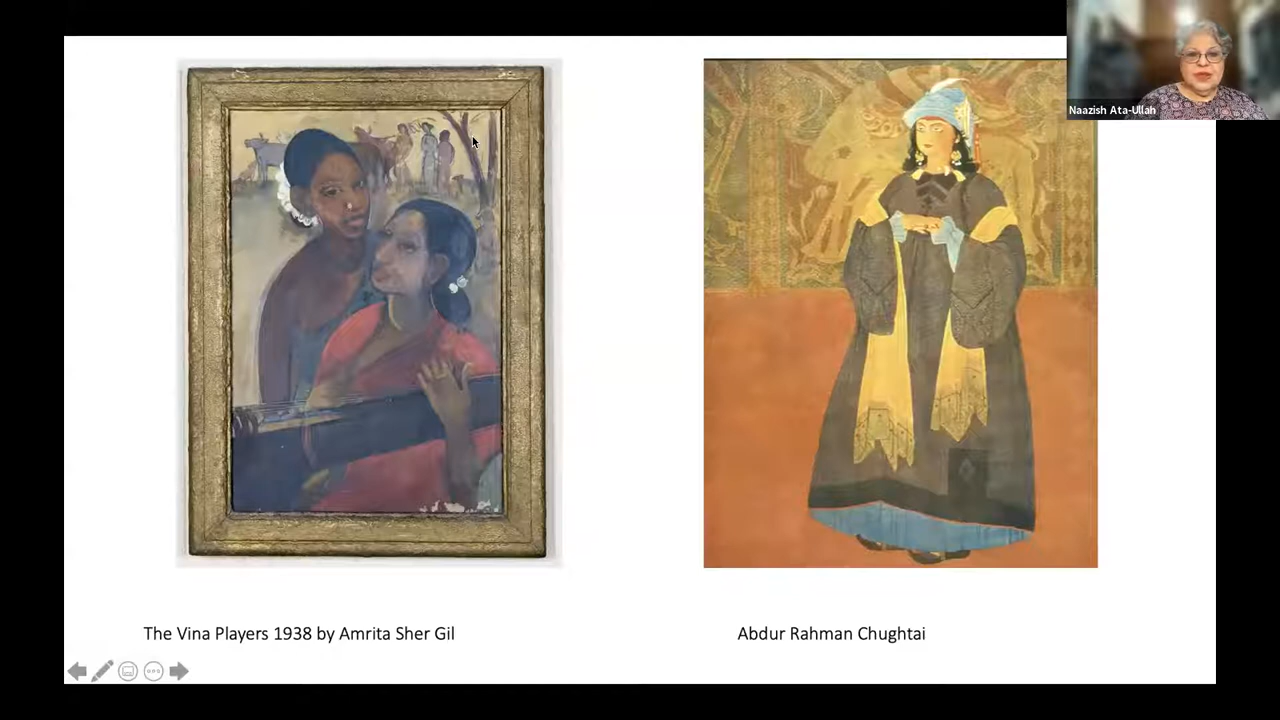 Naazish Ata-Ullah
The Vina Players 1938 by Amrita Sher Gil
Abdur Rahman Chughtai